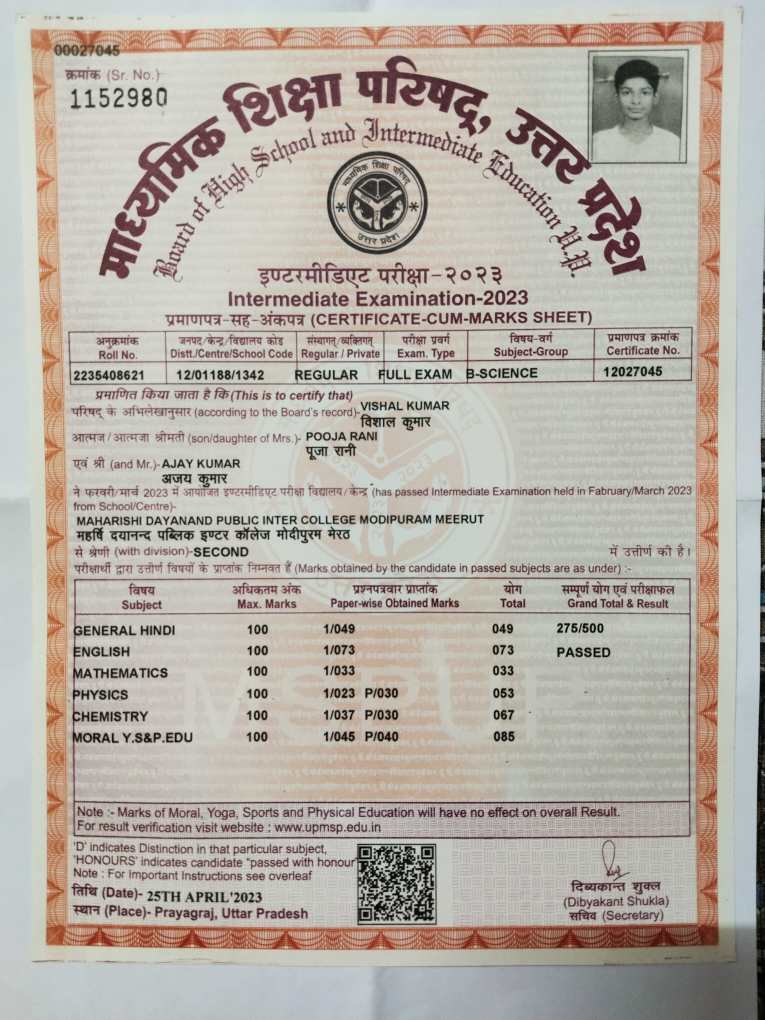 00027045
क्रमांक (Sr. No.)
1152980
माध्यमिक शिक्षा परिषद्, उत्तर प्रदेश
Board of High School and Intermediate Education U.P.
माध्यमिक शिक्षा परिषद्
उत्तर प्रदेश
इण्टरमीडिएट परीक्षा-२०२३
Intermediate Examination-2023
प्रमाणपत्र-सह-अंकपत्र (CERTIFICATE-CUM-MARKS SHEET)
अनुक्रमांक जनपद/केन्द्र/विद्यालय कोड संस्थागत/व्यक्तिगत परीक्षा प्रवर्ग विषय-वर्ग प्रमाणपत्र क्रमांक
Roll No. Distt./Centre/School Code Regular / Private Exam. Type Subject-Group Certificate No.
2235408621 12/01188/1342 REGULAR FULL EXAM B-SCIENCE 12027045
प्रमाणित किया जाता है कि (This is to certify that)
परिषद् के अभिलेखानुसार (according to the Board's record)- VISHAL KUMAR
विशाल कुमार
आत्मज/आत्मजा श्रीमती (son/daughter of Mrs.)- POOJA RANI
पूजा रानी
एवं श्री (and Mr.)- AJAY KUMAR
अजय कुमार
ने फरवरी/मार्च 2023 में आयोजित इण्टरमीडिएट परीक्षा विद्यालय/केन्द्र (has passed Intermediate Examination held in Fabruary/March 2023
from School/Centre)-
MAHARISHI DAYANAND PUBLIC INTER COLLEGE MODIPURAM MEERUT
महर्षि दयानन्द पब्लिक इण्टर कॉलेज मोदीपुरम मेरठ
से श्रेणी (with division)-SECOND में उत्तीर्ण की है।
परीक्षार्थी द्वारा उत्तीर्ण विषयों के प्राप्तांक निम्नवत हैं (Marks obtained by the candidate in passed subjects are as under) :-
विषय अधिकतम अंक प्रश्नपत्रवार प्राप्तांक योग सम्पूर्ण योग एवं परीक्षाफल
Subject Max. Marks Paper-wise Obtained Marks Total Grand Total & Result
GENERAL HINDI 100 1/049 049 275/500
ENGLISH 100 1/073 073 PASSED
MATHEMATICS 100 1/033 033
PHYSICS 100 1/023 P/030 053
CHEMISTRY 100 1/037 P/030 067
MORAL Y.S&P.EDU 100 1/045 P/040 085
MSPUP
Note :- Marks of Moral, Yoga, Sports and Physical Education will have no effect on overall Result.
For result verification visit website : www.upmsp.edu.in
'D' indicates Distinction in that particular subject,
'HONOURS' indicates candidate "passed with honour
Note : For Important Instructions see overleaf
तिथि (Date)- 25TH APRIL'2023
स्थान (Place)- Prayagraj, Uttar Pradesh
दिव्यकान्त शुक्ल
(Dibyakant Shukla)
सचिव (Secretary)